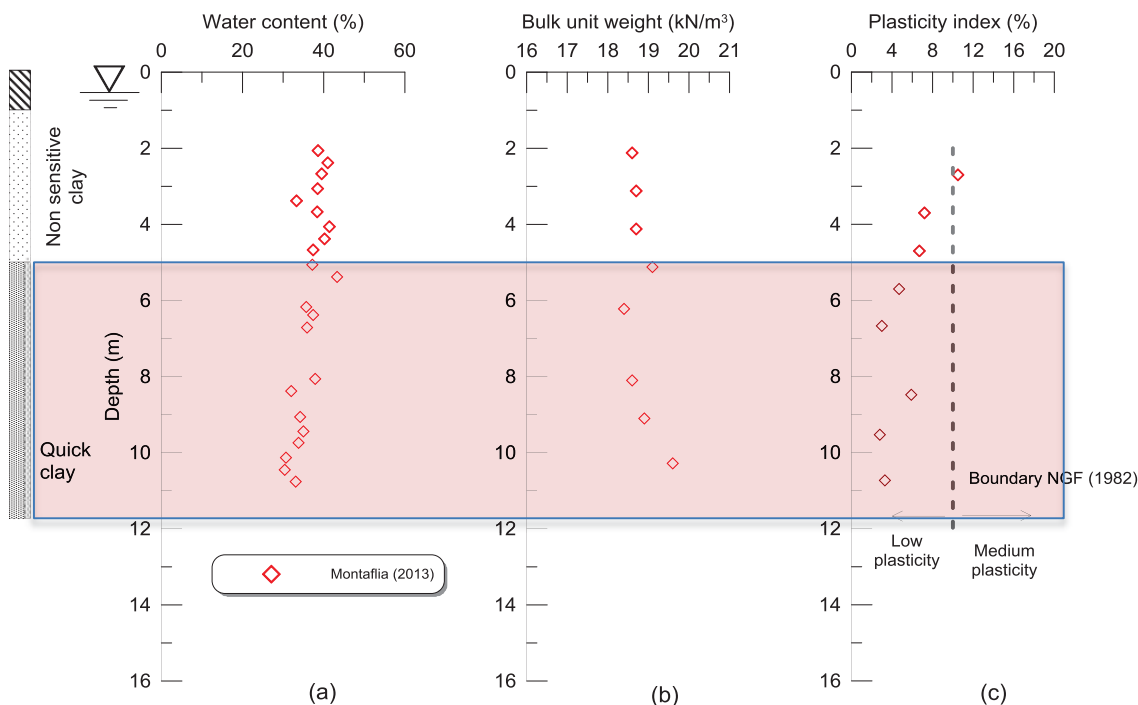 Water content (%)
0 20 40 60
Bulk unit weight (kN/m³)
16 17 18 19 20 21
Plasticity index (%)
0 4 8 12 16 20
0
2
4
6
8
10
12
14
16
0
2
4
6
8
10
12
14
16
0
2
4
6
8
10
12
14
16
Non sensitive
clay
Depth (m)
Quick
clay
Boundary NGF (1982)
Low
plasticity
Medium
plasticity
Montaflia (2013)
(a)
(b)
(c)